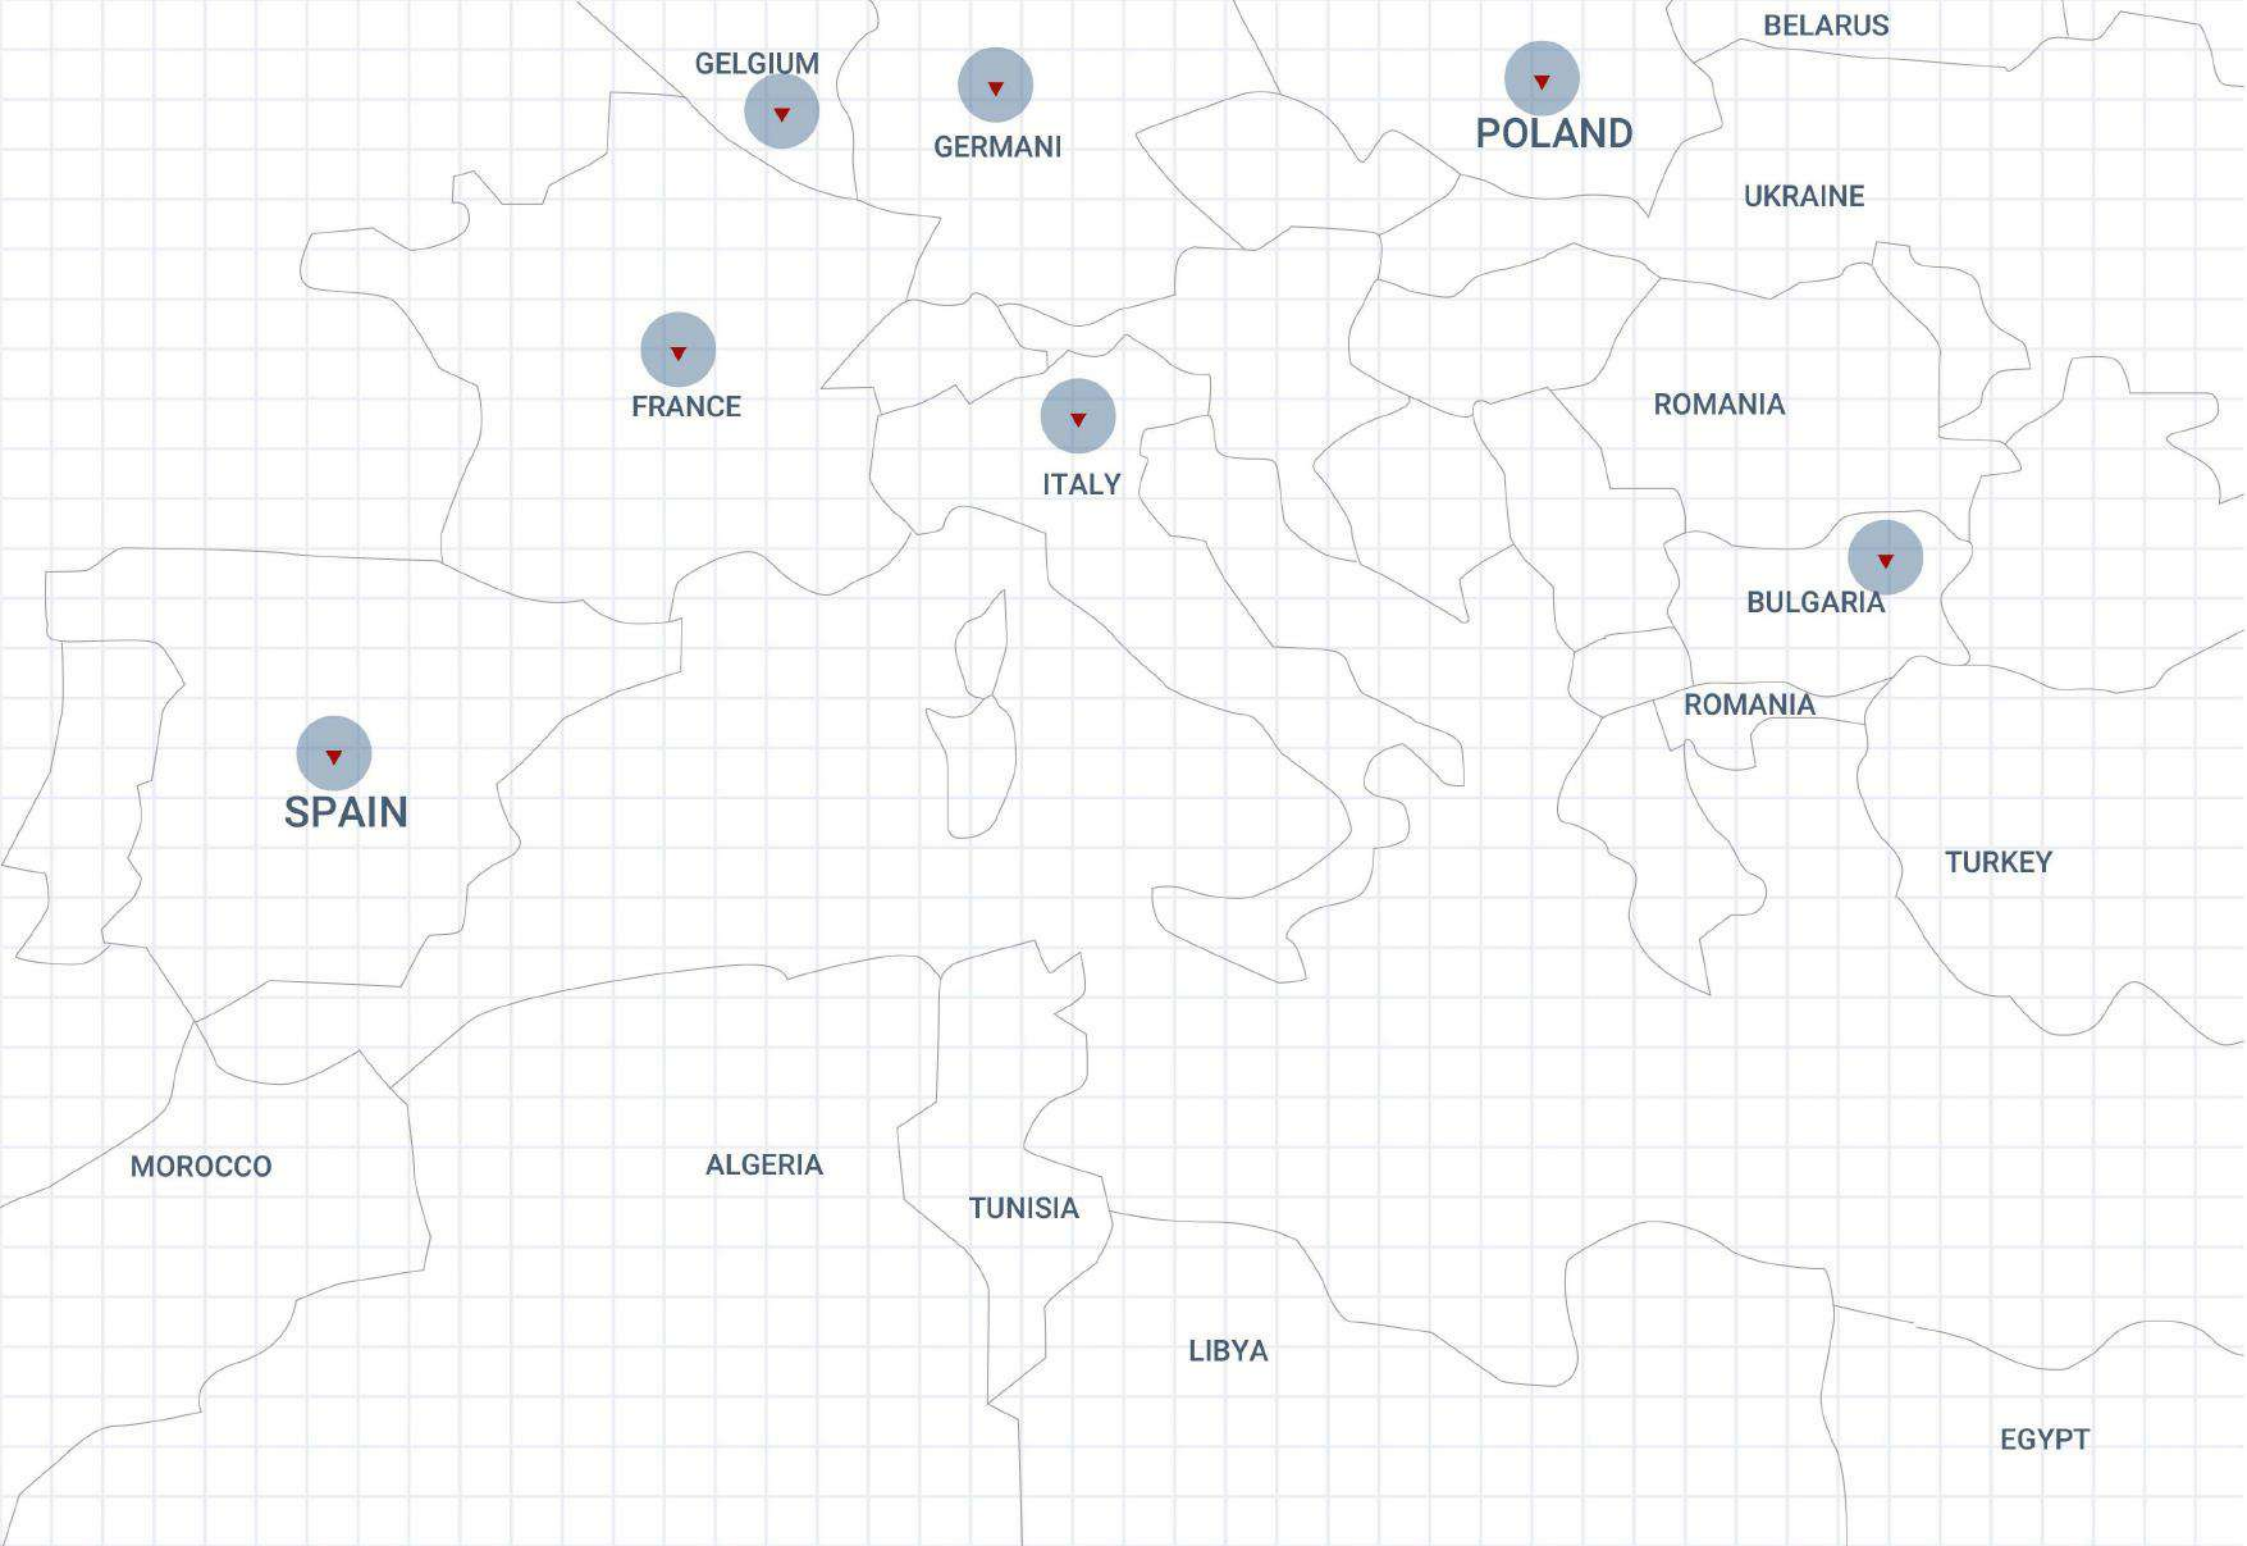 BELARUS
GELGIUM
GERMANI
POLAND
UKRAINE
FRANCE
ROMANIA
ITALY
BULGARIA
ROMANIA
SPAIN
TURKEY
MOROCCO
ALGERIA
TUNISIA
LIBYA
EGYPT